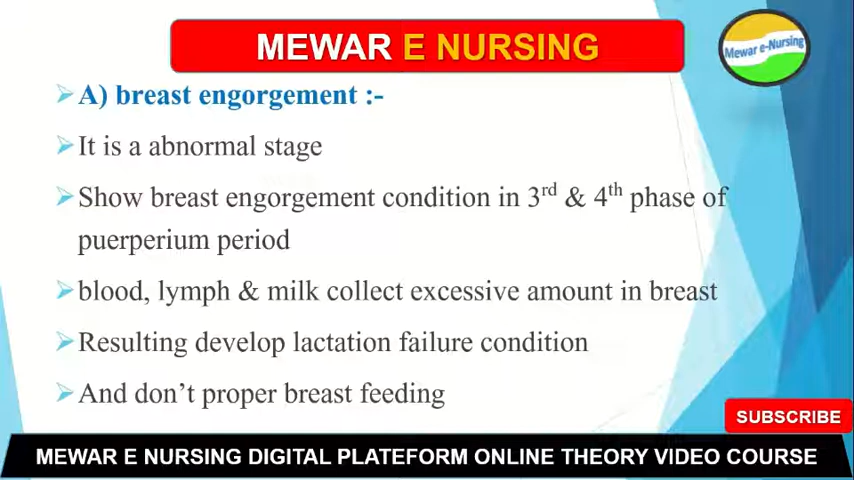 MEWAR E NURSING
Mewar e-Nursing
A) breast engorgement :-
It is a abnormal stage
Show breast engorgement condition in 3rd & 4th phase of
puerperium period
blood, lymph & milk collect excessive amount in breast
Resulting develop lactation failure condition
And don’t proper breast feeding
SUBSCRIBE
MEWAR E NURSING DIGITAL PLATEFORM ONLINE THEORY VIDEO COURSE